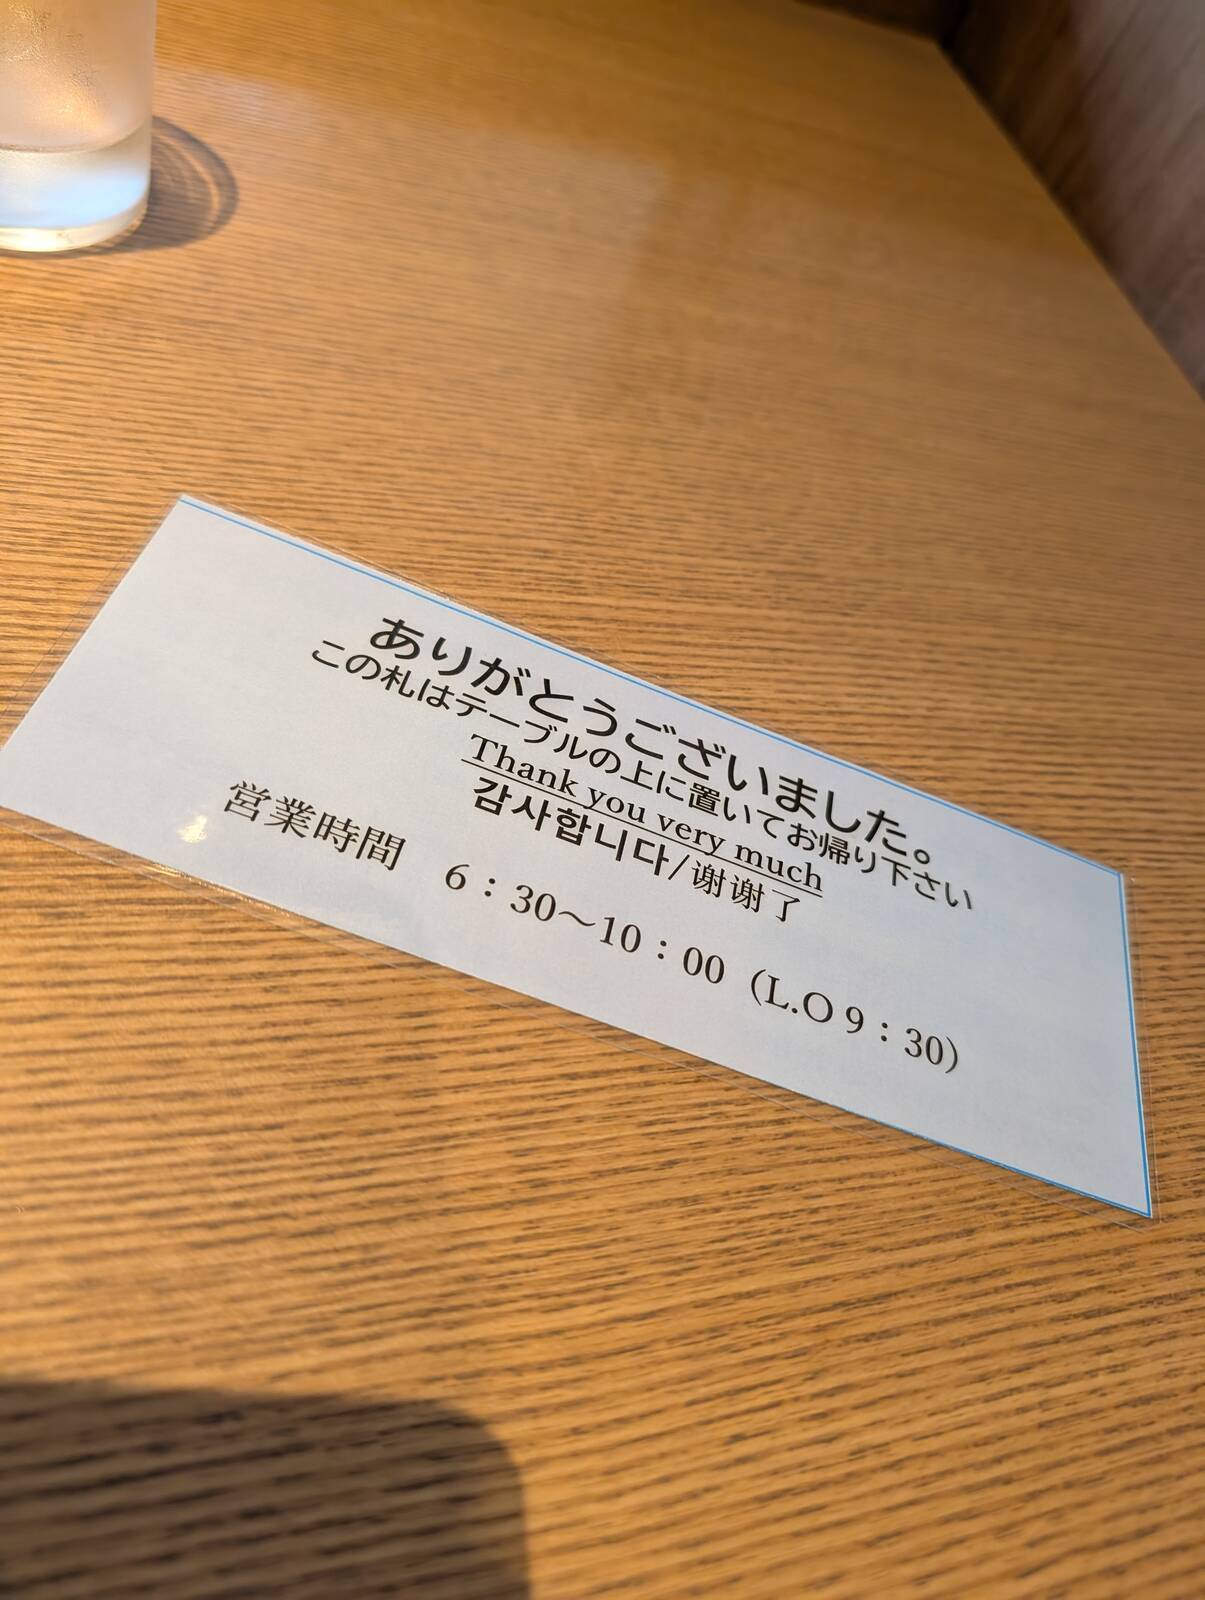 ありがとうございました。
この札はテーブルの上に置いてお帰り下さい
Thank you very much
감사합니다/谢谢了
営業時間　6：30～10：00（L.O 9：30）